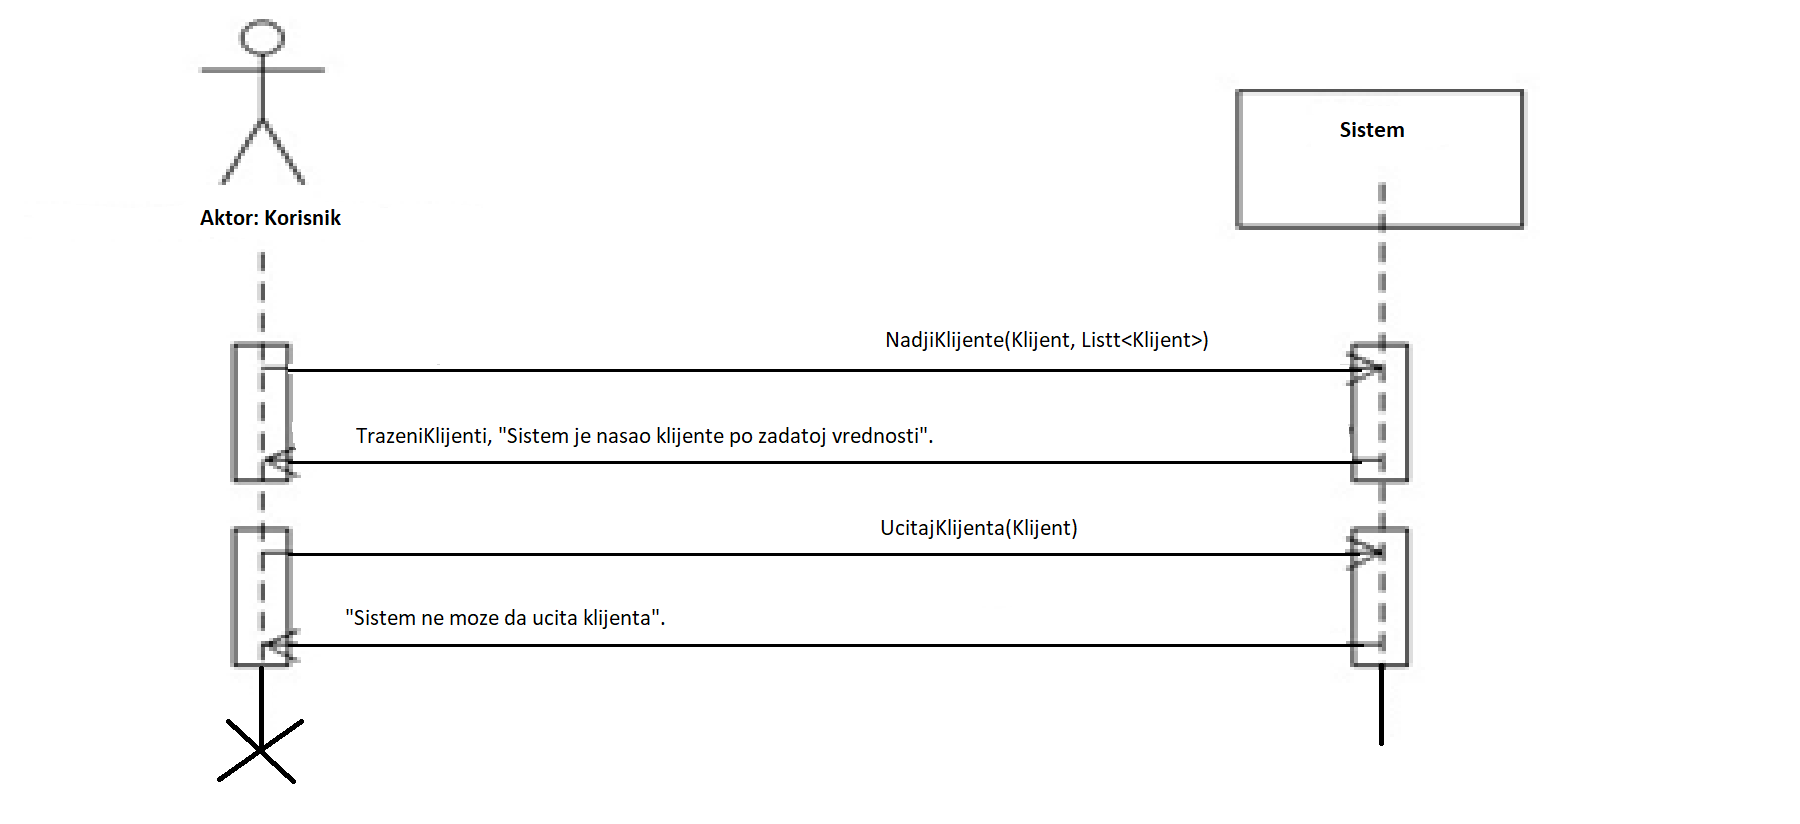 Sistem
Aktor: Korisnik
NadjiKlijente(Klijent, Listt<Klijent>)
TrazeniKlijenti, "Sistem je nasao klijente po zadatoj vrednosti".
UcitajKlijenta(Klijent)
"Sistem ne moze da ucita klijenta".